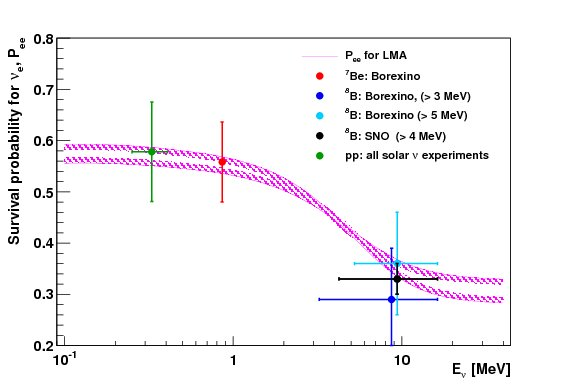 Survival probability for νe, Pee
0.8
0.7
0.6
0.5
0.4
0.3
0.2
10⁻¹
1
10
Eν [MeV]
Pee for LMA
⁷Be: Borexino
⁸B: Borexino, (> 3 MeV)
⁸B: Borexino (> 5 MeV)
⁸B: SNO (> 4 MeV)
pp: all solar ν experiments